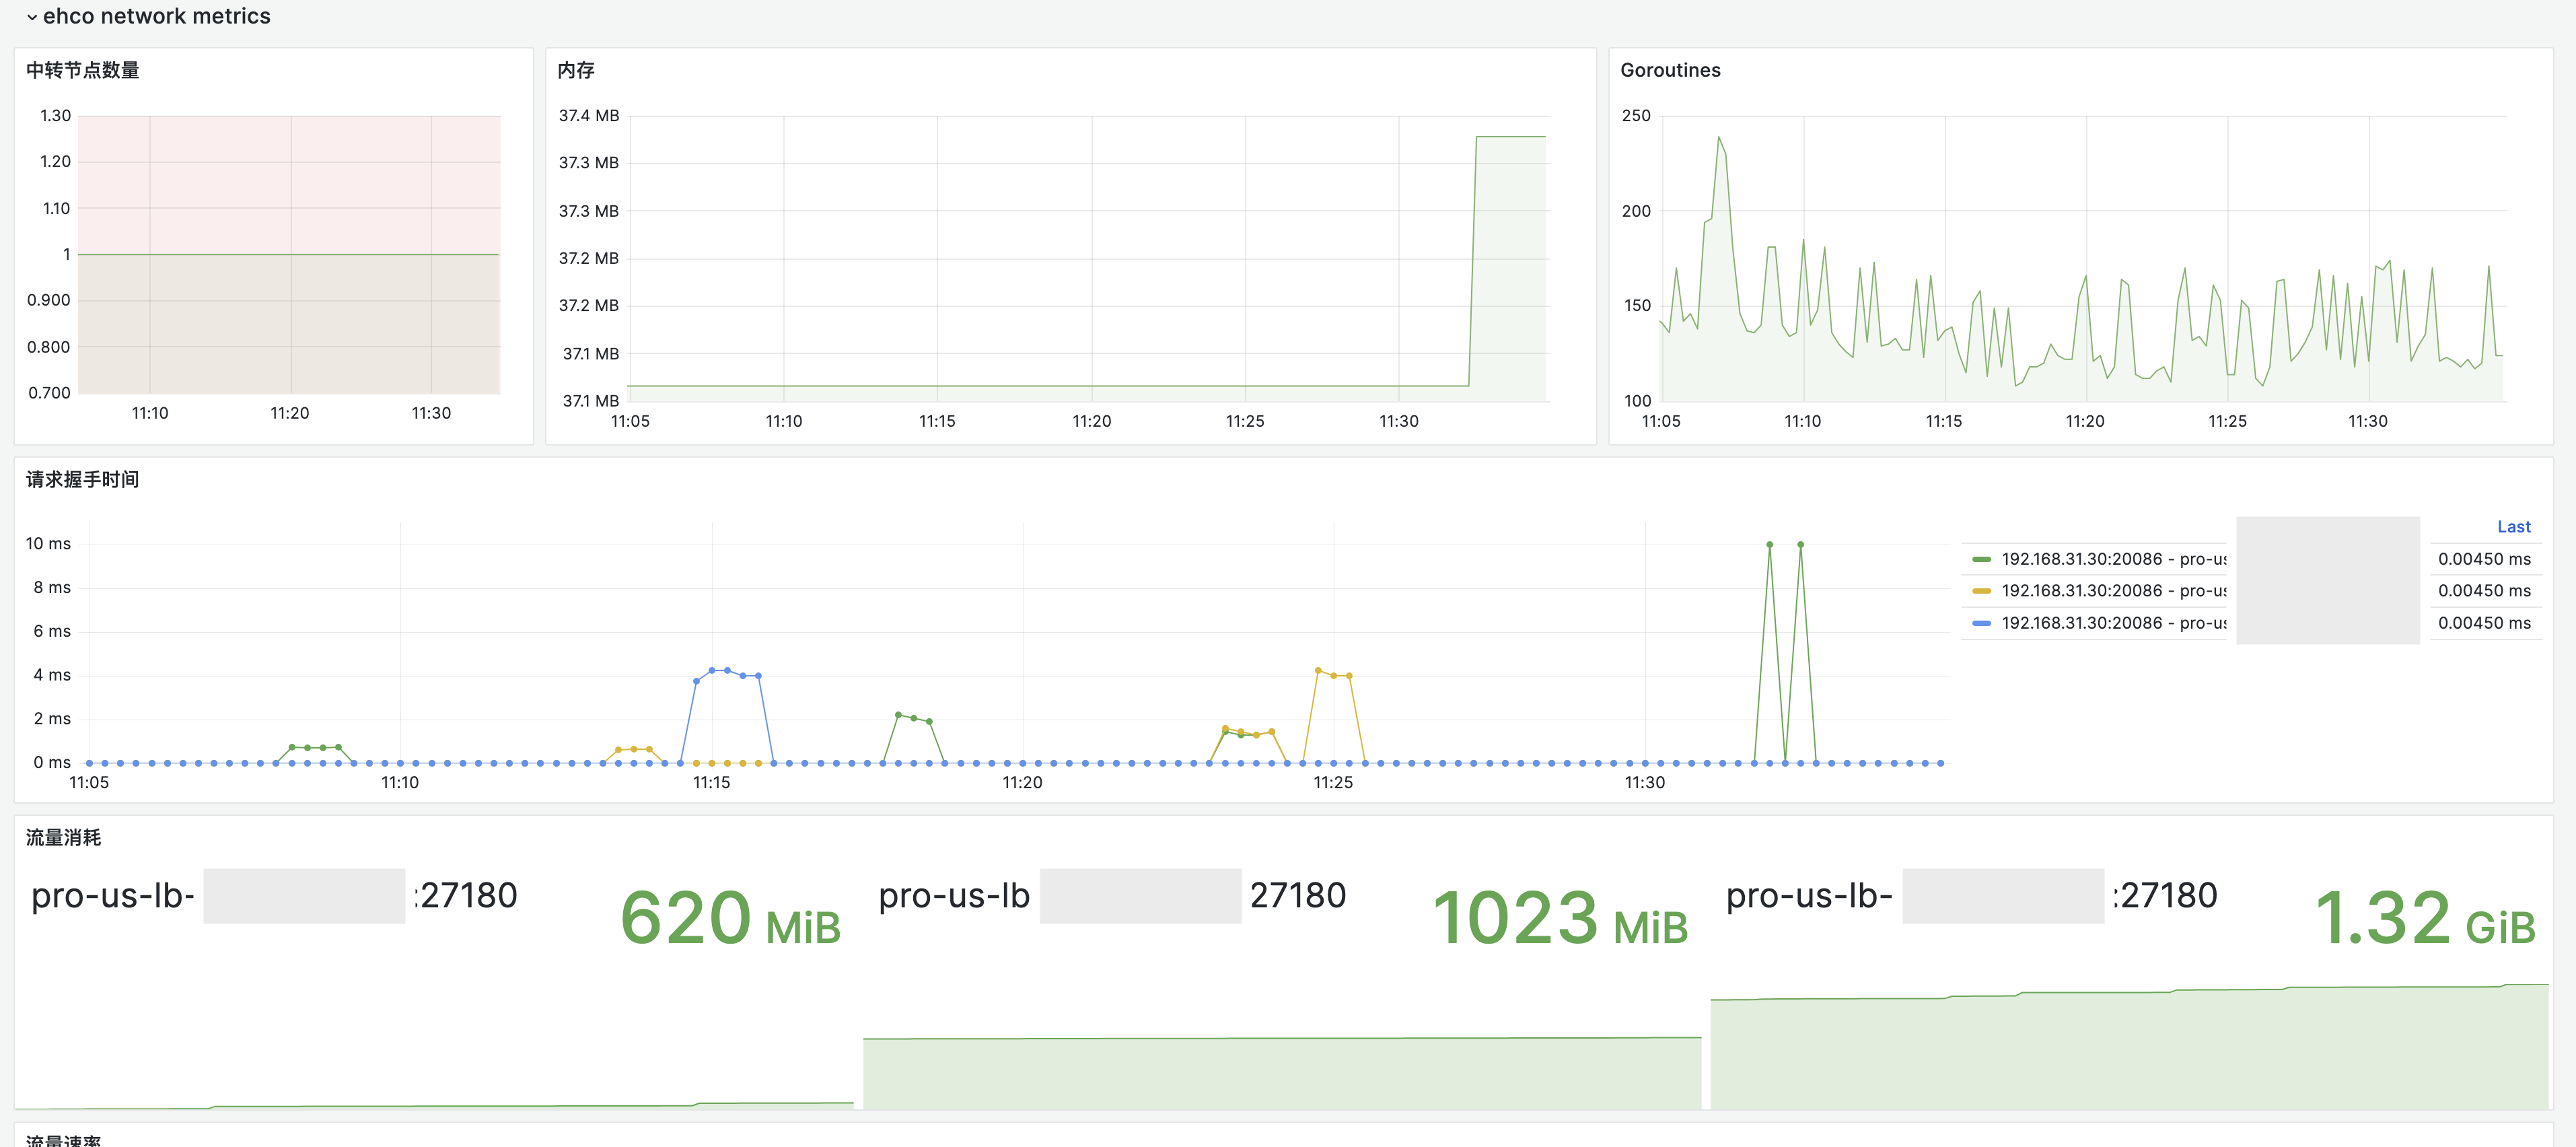 ehco network metrics
中转节点数量
1.30
1.20
1.10
1
0.900
0.800
0.700
11:10 11:20 11:30
内存
37.4 MB
37.3 MB
37.3 MB
37.2 MB
37.2 MB
37.1 MB
37.1 MB
11:05 11:10 11:15 11:20 11:25 11:30
Goroutines
250
200
150
100
11:05 11:10 11:15 11:20 11:25 11:30
请求握手时间
10 ms
8 ms
6 ms
4 ms
2 ms
0 ms
11:05 11:10 11:15 11:20 11:25 11:30
Last
192.168.31.30:20086 - pro-us 0.00450 ms
192.168.31.30:20086 - pro-us 0.00450 ms
192.168.31.30:20086 - pro-us 0.00450 ms
流量消耗
pro-us-lb- :27180 620 MiB
pro-us-lb 27180 1023 MiB
pro-us-lb- :27180 1.32 GiB
流量速率